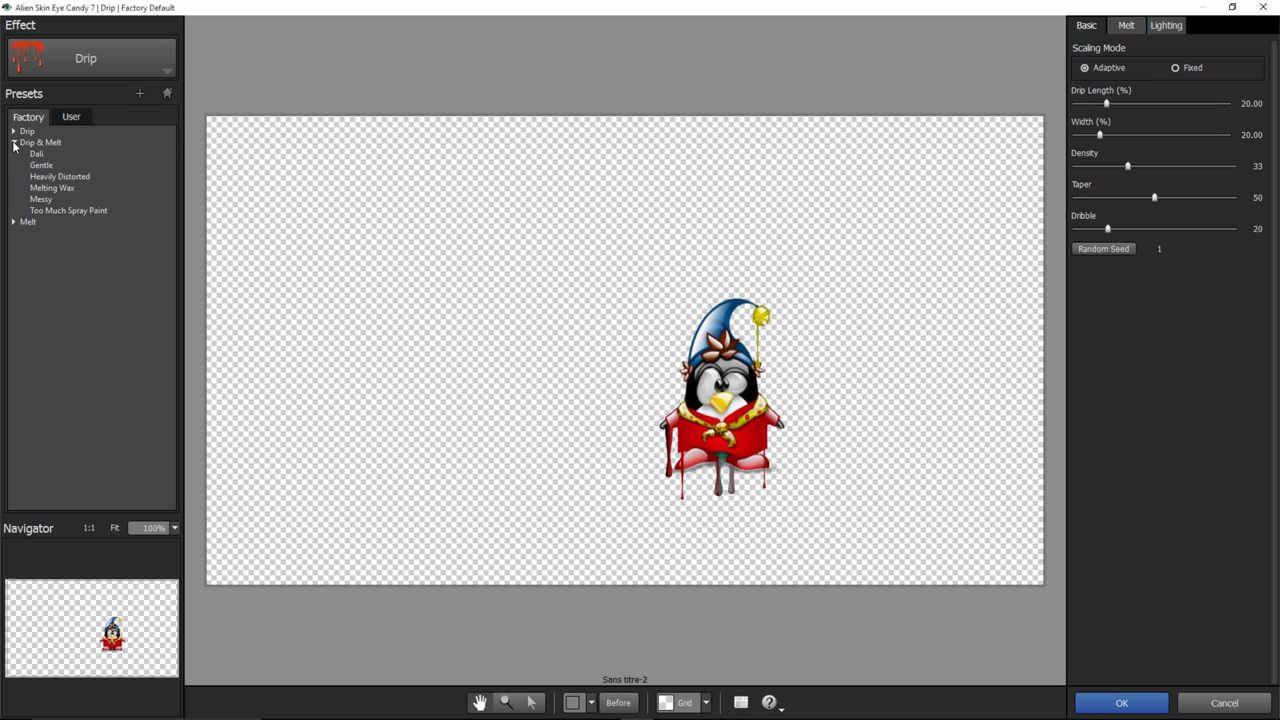 Alien Skin Eye Candy 7 | Drip | Factory Default
Effect
Drip
Presets
Factory User
Drip
Drip & Melt
Dali
Gentle
Heavily Distorted
Melting Wax
Messy
Too Much Spray Paint
Melt
Navigator 1:1 Fit 100%
Sans titre-2
Before Grid ?
Basic Melt Lighting
Scaling Mode
Adaptive Fixed
Drip Length (%)
20.00
Width (%)
20.00
Density
33
Taper
50
Dribble
20
Random Seed 1
OK Cancel